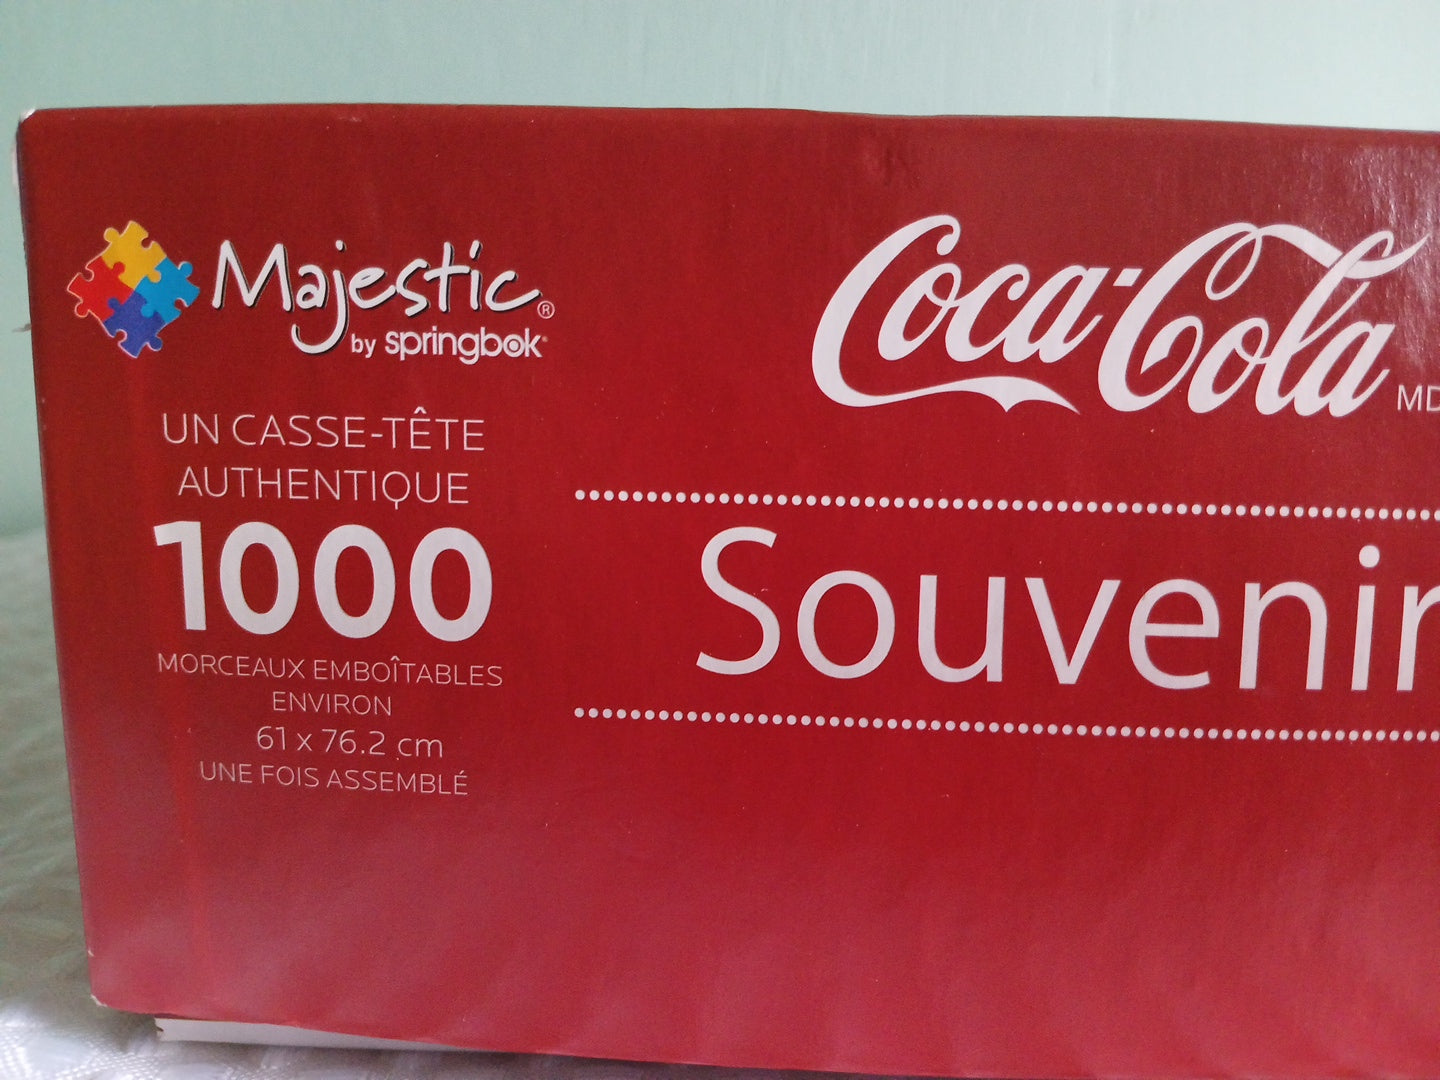 Majestic®
by springbok
UN CASSE-TÊTE
AUTHENTIQUE
1000
MORCEAUX EMBOÎTABLES
ENVIRON
61 x 76.2 cm
UNE FOIS ASSEMBLÉ
Coca-Cola MD
Souvenir